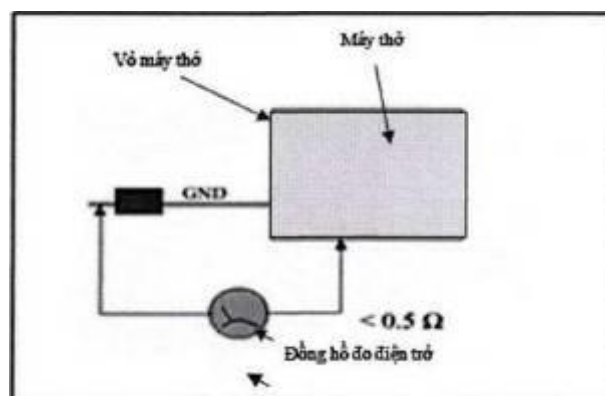 Máy thở
Vỏ máy thở
GND
< 0.5 Ω
Đồng hồ đo điện trở